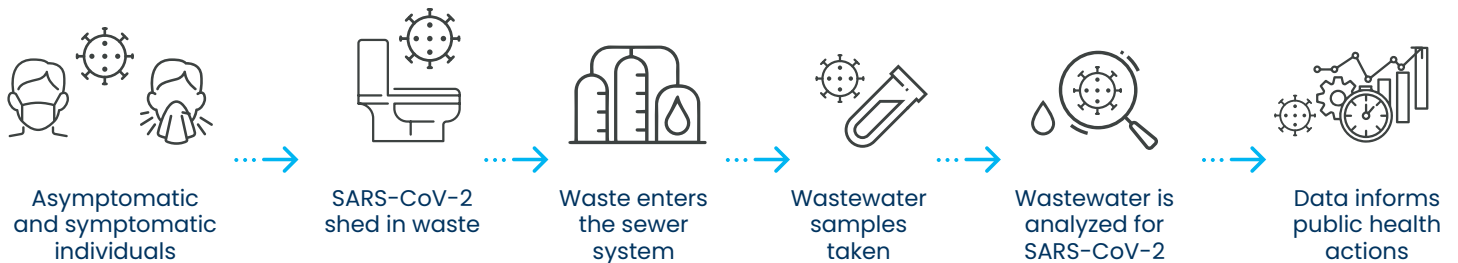 Asymptomatic
and symptomatic
individuals
SARS-CoV-2
shed in waste
Waste enters
the sewer
system
Wastewater
samples
taken
Wastewater is
analyzed for
SARS-CoV-2
Data informs
public health
actions